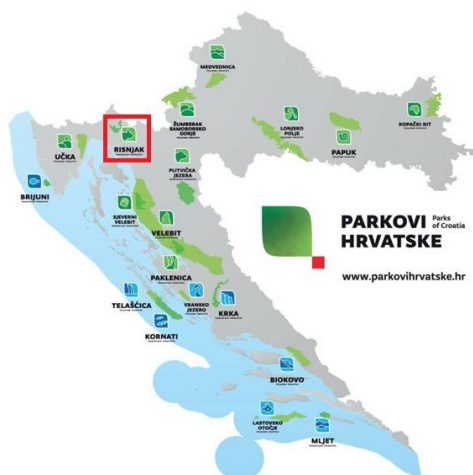 MEDVEDNICA
ŽUMBERAK
SAMOBORSKO
GORJE
LONJSKO
POLJE
PAPUK
KOPAČKI RIT
UČKA
RISNJAK
PLITVIČKA
JEZERA
BRIJUNI
SJEVERNI
VELEBIT
VELEBIT
PARKOVI
HRVATSKE
Parks
of Croatia
www.parkovihrvatske.hr
PAKLENICA
TELAŠĆICA
VRANSKO
JEZERO
KRKA
KORNATI
BIOKOVO
LASTOVSKO
OTOČJE
MLJET